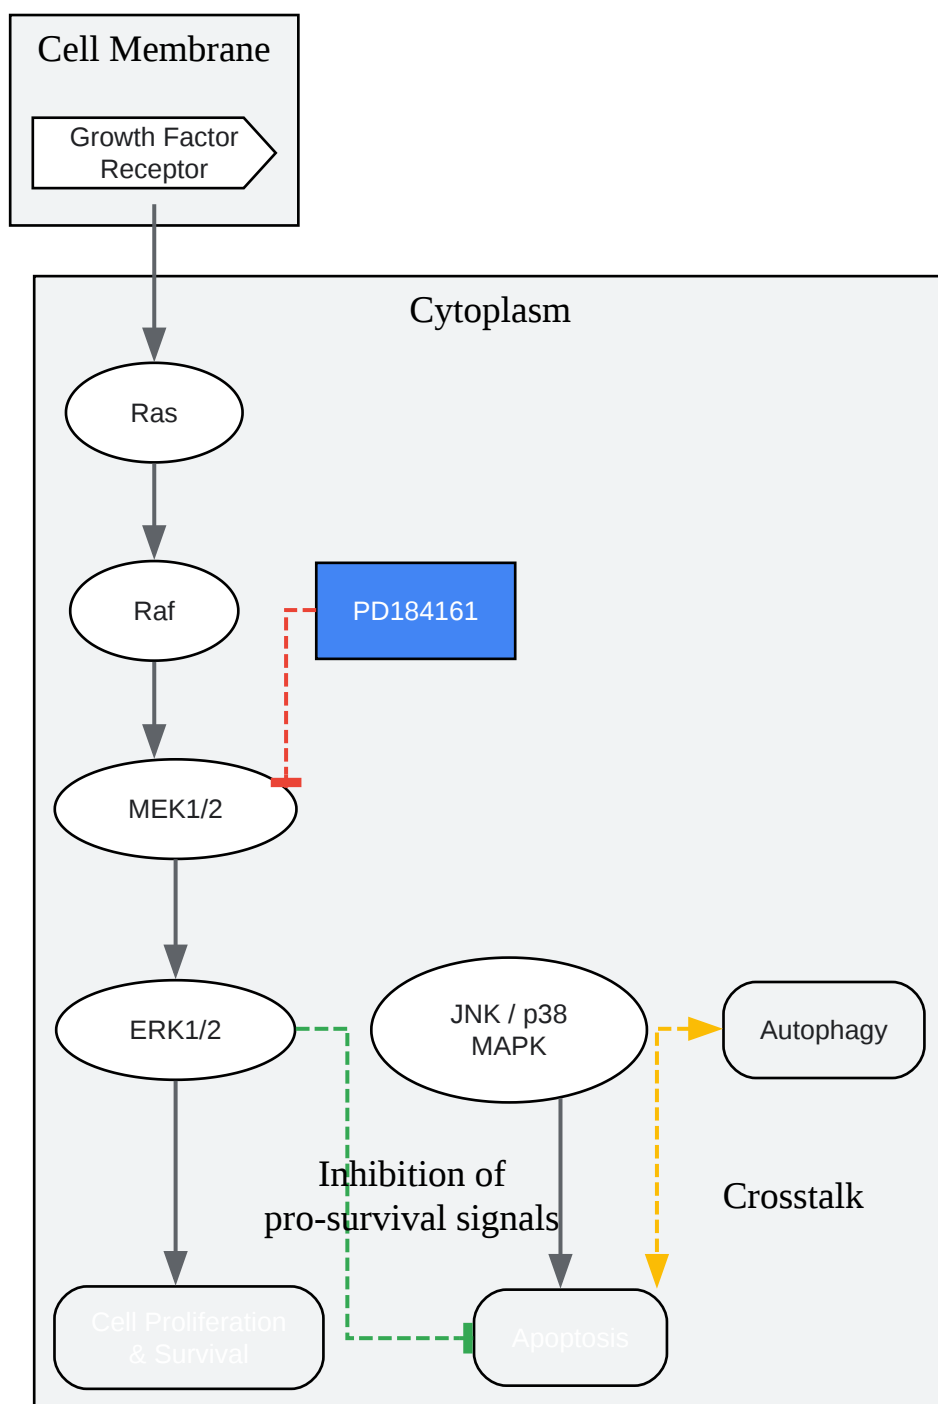 Cell Membrane
Growth Factor
Receptor
Cytoplasm
Ras
Raf
PD184161
MEK1/2
ERK1/2
JNK / p38
MAPK
Autophagy
Inhibition of
pro-survival signals
Crosstalk
Cell Proliferation
& Survival
Apoptosis